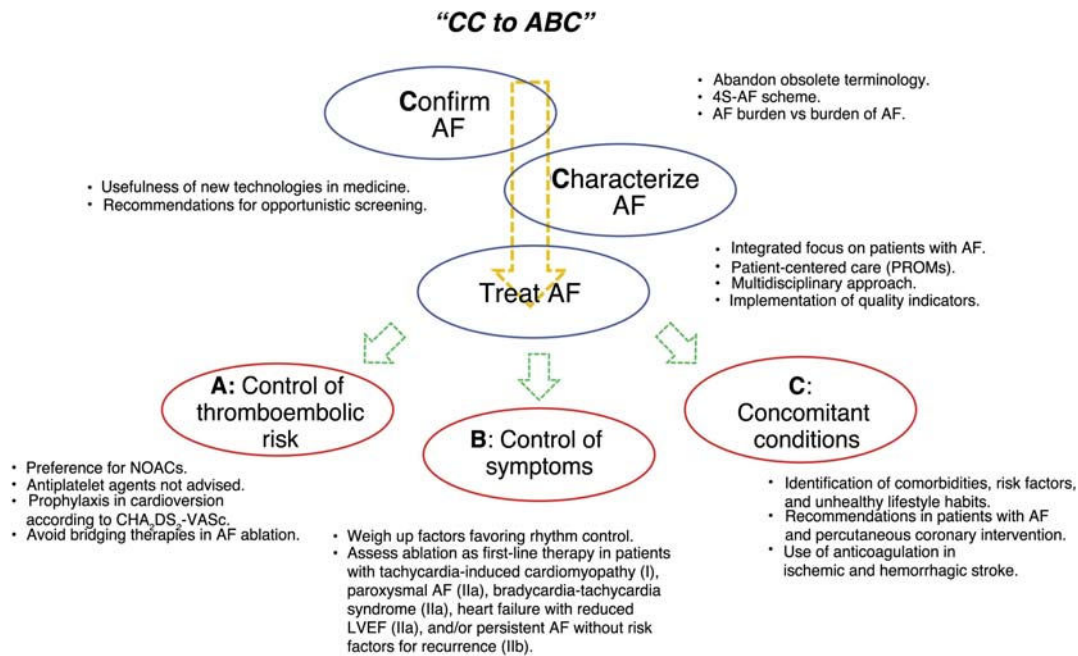 “CC to ABC”
Confirm
AF
• Abandon obsolete terminology.
• 4S-AF scheme.
• AF burden vs burden of AF.
Characterize
AF
• Usefulness of new technologies in medicine.
• Recommendations for opportunistic screening.
Treat AF
• Integrated focus on patients with AF.
• Patient-centered care (PROMs).
• Multidisciplinary approach.
• Implementation of quality indicators.
A: Control of
thromboembolic
risk
• Preference for NOACs.
• Antiplatelet agents not advised.
• Prophylaxis in cardioversion
according to CHA₂DS₂-VASc.
• Avoid bridging therapies in AF ablation.
B: Control of
symptoms
• Weigh up factors favoring rhythm control.
• Assess ablation as first-line therapy in patients
with tachycardia-induced cardiomyopathy (I),
paroxysmal AF (IIa), bradycardia-tachycardia
syndrome (IIa), heart failure with reduced
LVEF (IIa), and/or persistent AF without risk
factors for recurrence (IIb).
C:
Concomitant
conditions
• Identification of comorbidities, risk factors,
and unhealthy lifestyle habits.
• Recommendations in patients with AF
and percutaneous coronary intervention.
• Use of anticoagulation in
ischemic and hemorrhagic stroke.